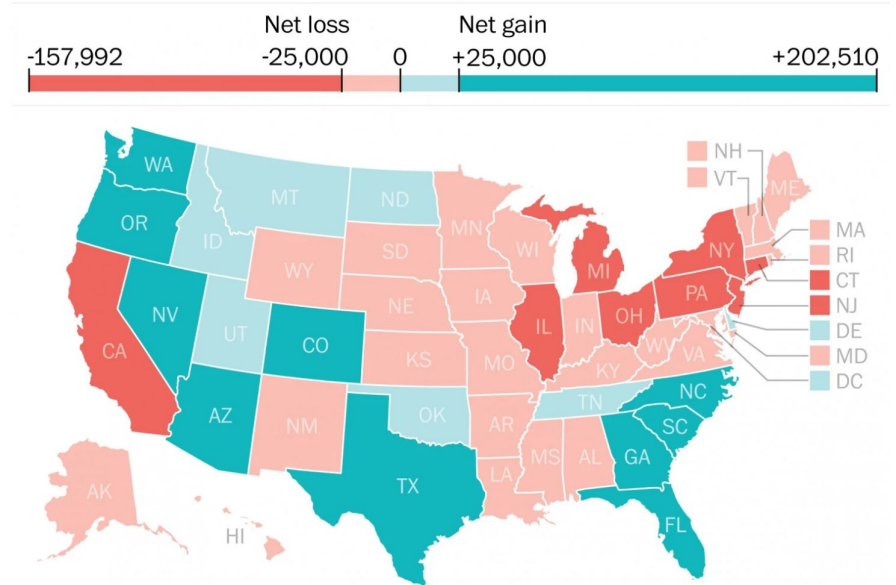 Net loss Net gain
-157,992 -25,000 0 +25,000 +202,510
WA
MT
ND
MN
NH
VT
ME
OR
ID
SD
WI
MI
NY
MA
RI
CT
NJ
DE
MD
DC
WY
NE
IA
PA
NV
UT
CO
KS
MO
IL
IN
OH
WV
VA
KY
CA
AZ
NM
OK
AR
TN
NC
SC
TX
LA
MS
AL
GA
FL
AK
HI